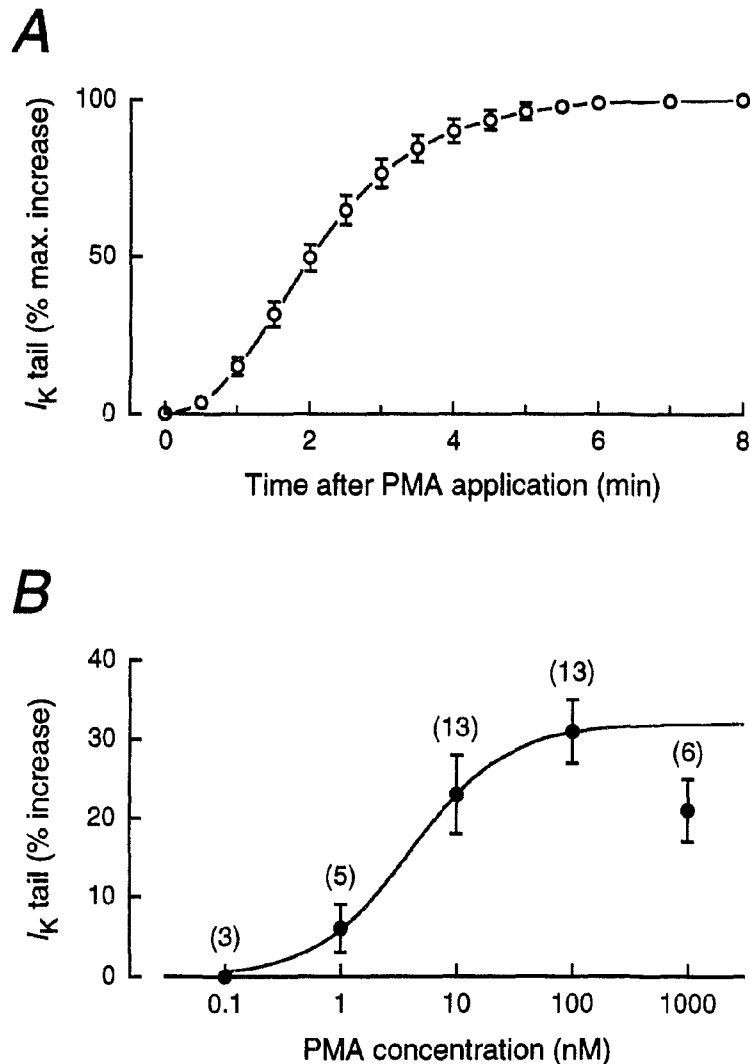 A
100
50
0
I_K tail (% max. increase)
0 2 4 6 8
Time after PMA application (min)
B
40
30
20
10
0
I_K tail (% increase)
(3) (5) (13) (13) (6)
0.1 1 10 100 1000
PMA concentration (nM)